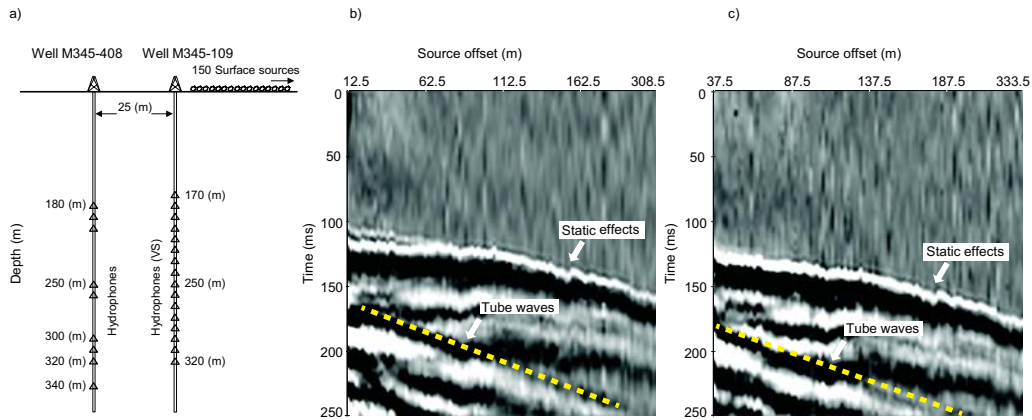 a)
Well M345-408
Well M345-109
150 Surface sources
25 (m)
Depth (m)
180 (m)
250 (m)
300 (m)
320 (m)
340 (m)
Hydrophones
Hydrophones (VS)
170 (m)
250 (m)
320 (m)
b)
Source offset (m)
12.5 62.5 112.5 162.5 308.5
Time (ms)
0
50
100
150
200
250
Static effects
Tube waves
c)
Source offset (m)
37.5 87.5 137.5 187.5 333.5
Time (ms)
0
50
100
150
200
250
Static effects
Tube waves